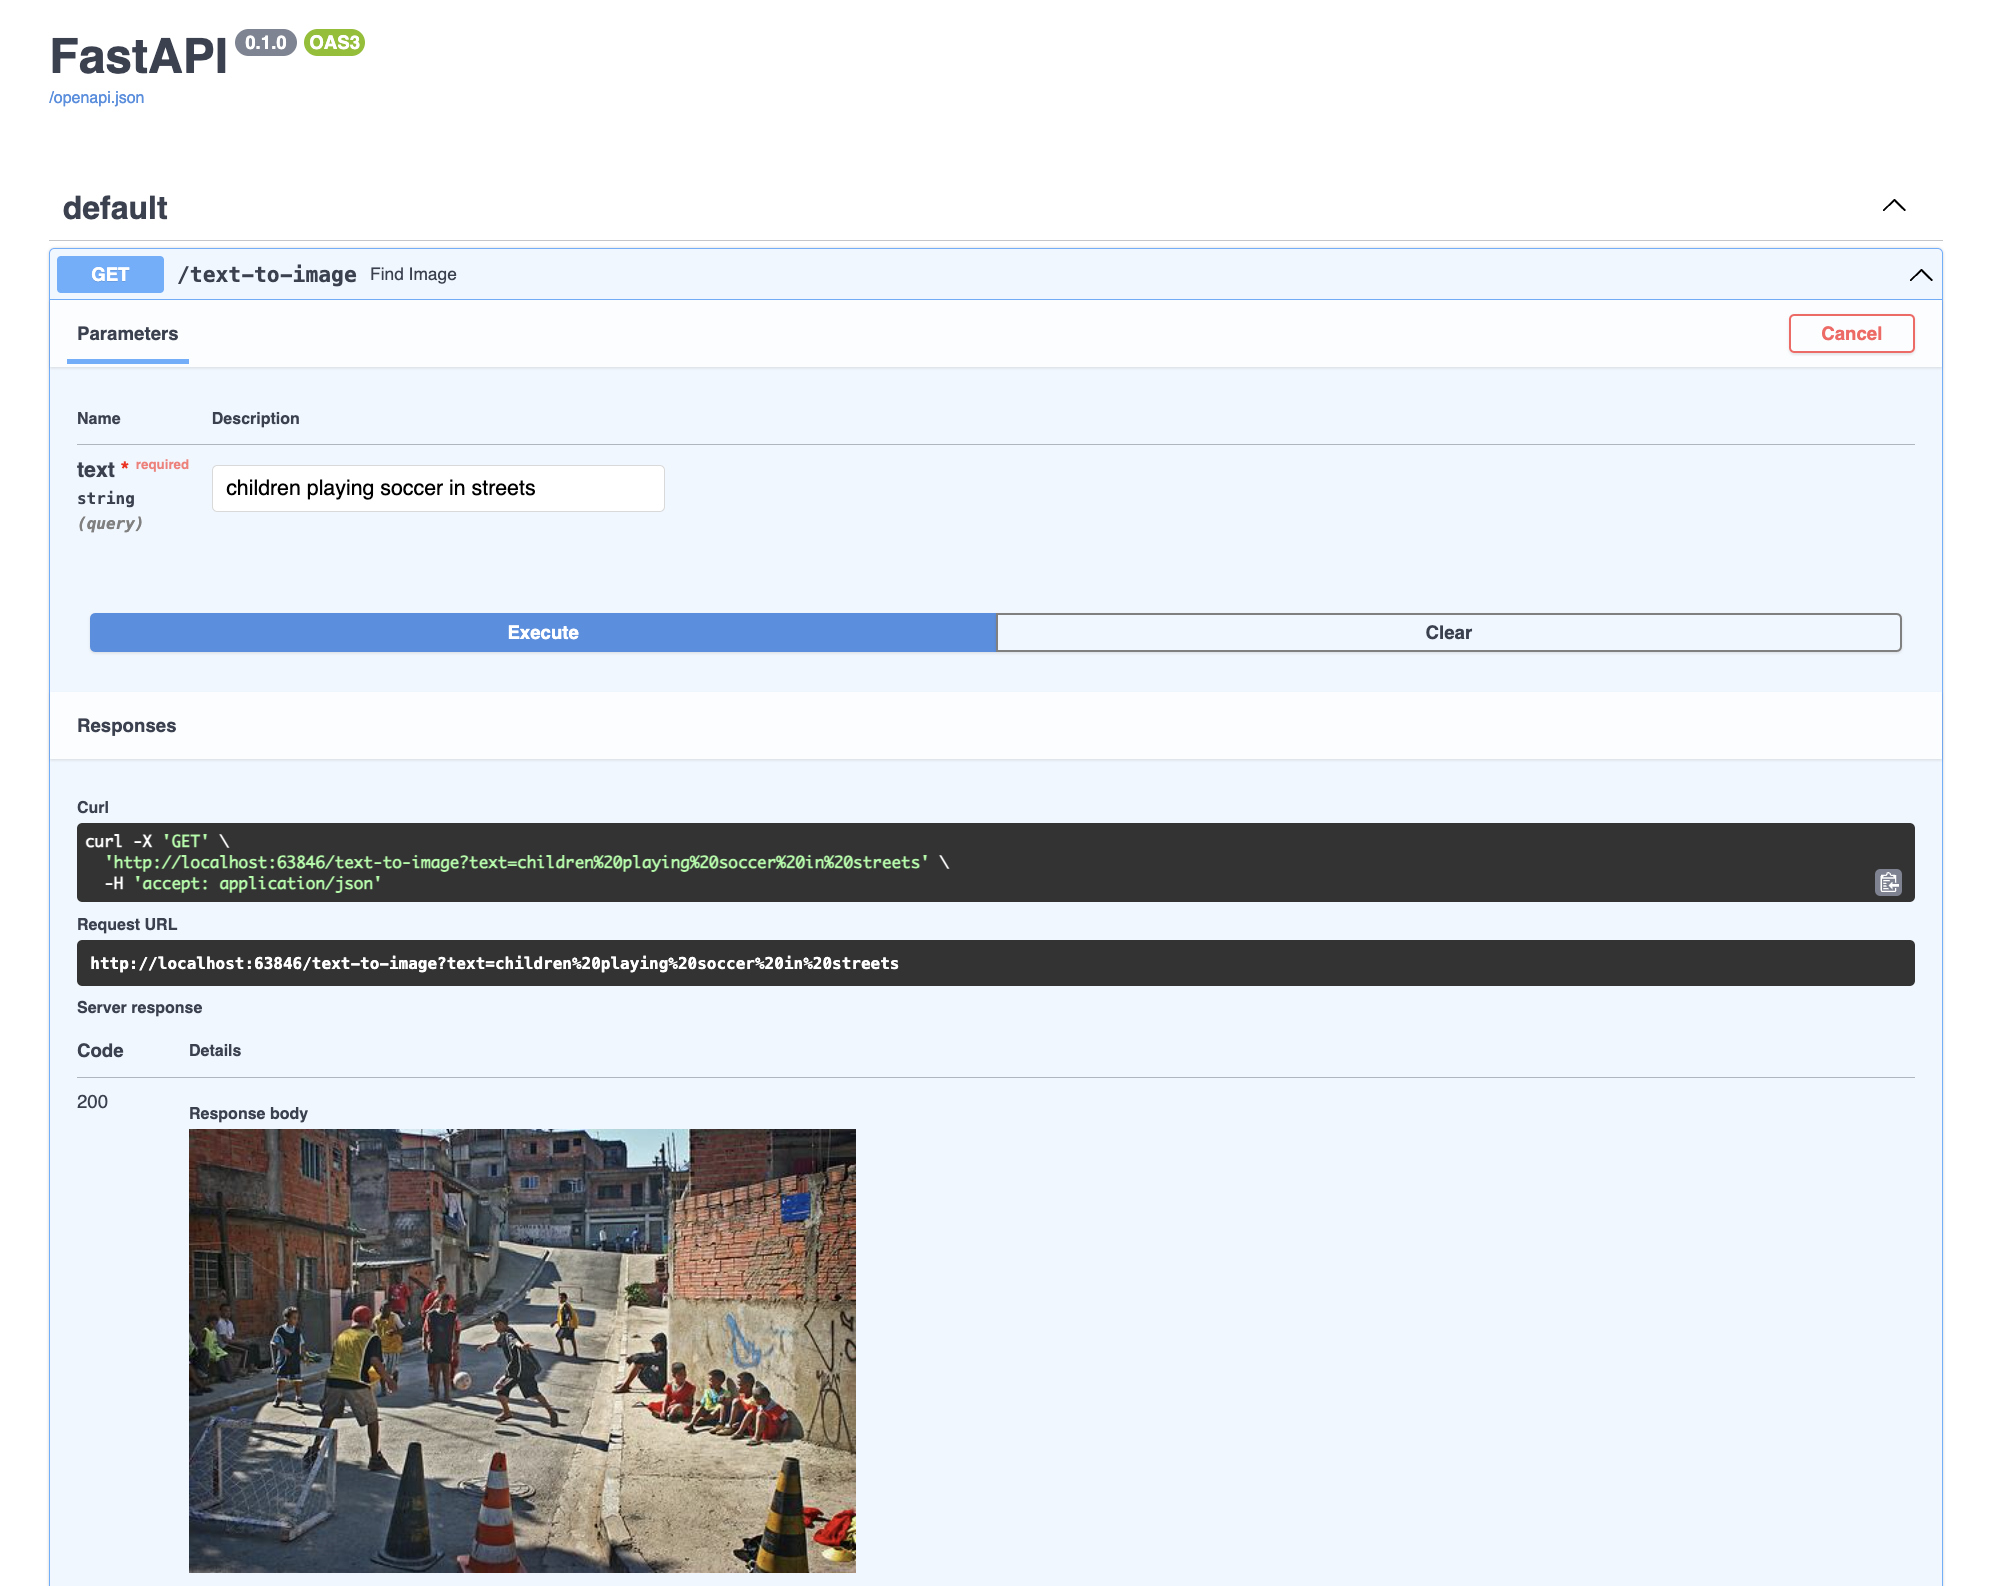 FastAPI 0.1.0 OAS3
/openapi.json
default
GET /text-to-image Find Image
Parameters Cancel
Name Description
text * required
string
(query)
children playing soccer in streets
Execute Clear
Responses
Curl
curl -X 'GET' \
'http://localhost:63846/text-to-image?text=children%20playing%20soccer%20in%20streets' \
-H 'accept: application/json'
Request URL
http://localhost:63846/text-to-image?text=children%20playing%20soccer%20in%20streets
Server response
Code Details
200
Response body